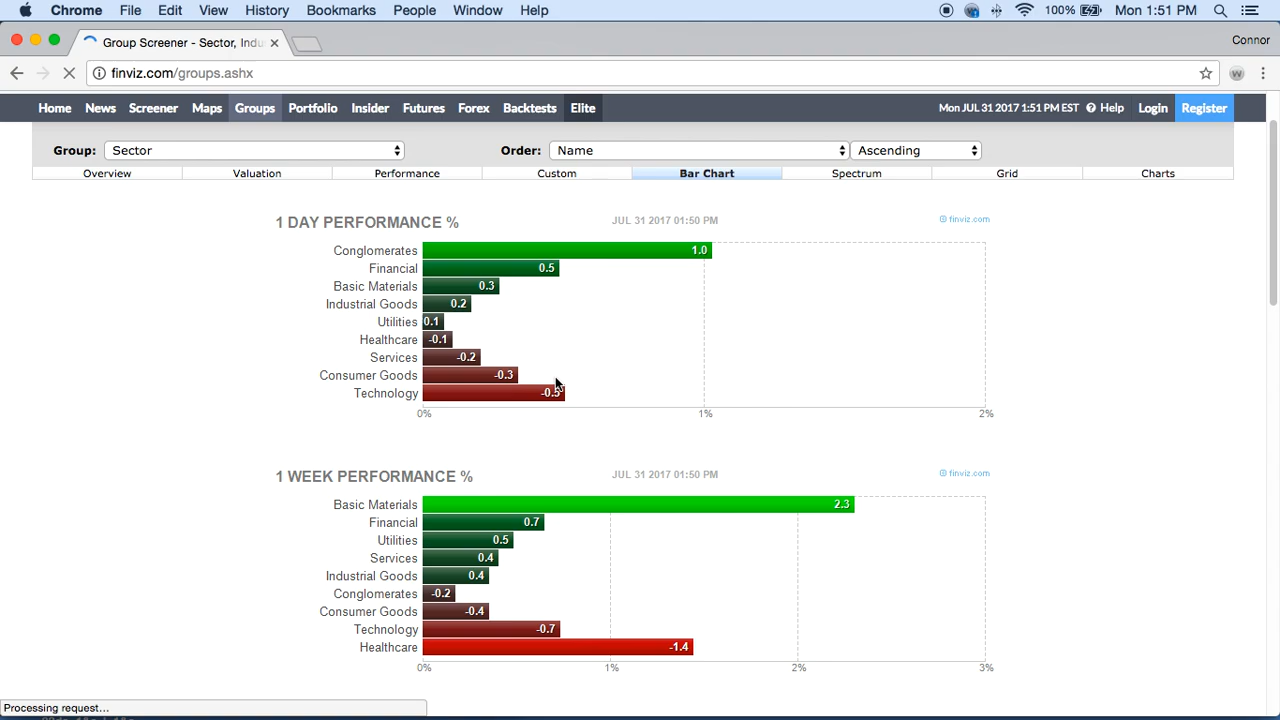 Chrome File Edit View History Bookmarks People Window Help 100% Mon 1:51 PM
Group Screener - Sector, Indu Connor
finviz.com/groups.ashx
Home News Screener Maps Groups Portfolio Insider Futures Forex Backtests Elite Mon JUL 31 2017 1:51 PM EST Help Login Register
Group: Sector Order: Name Ascending
Overview Valuation Performance Custom Bar Chart Spectrum Grid Charts
1 DAY PERFORMANCE % JUL 31 2017 01:50 PM © finviz.com
Conglomerates 1.0
Financial 0.5
Basic Materials 0.3
Industrial Goods 0.2
Utilities 0.1
Healthcare -0.1
Services -0.2
Consumer Goods -0.3
Technology -0.5
0% 1% 2%
1 WEEK PERFORMANCE % JUL 31 2017 01:50 PM © finviz.com
Basic Materials 2.3
Financial 0.7
Utilities 0.5
Services 0.4
Industrial Goods 0.4
Conglomerates -0.2
Consumer Goods -0.4
Technology -0.7
Healthcare -1.4
0% 1% 2% 3%
Processing request...